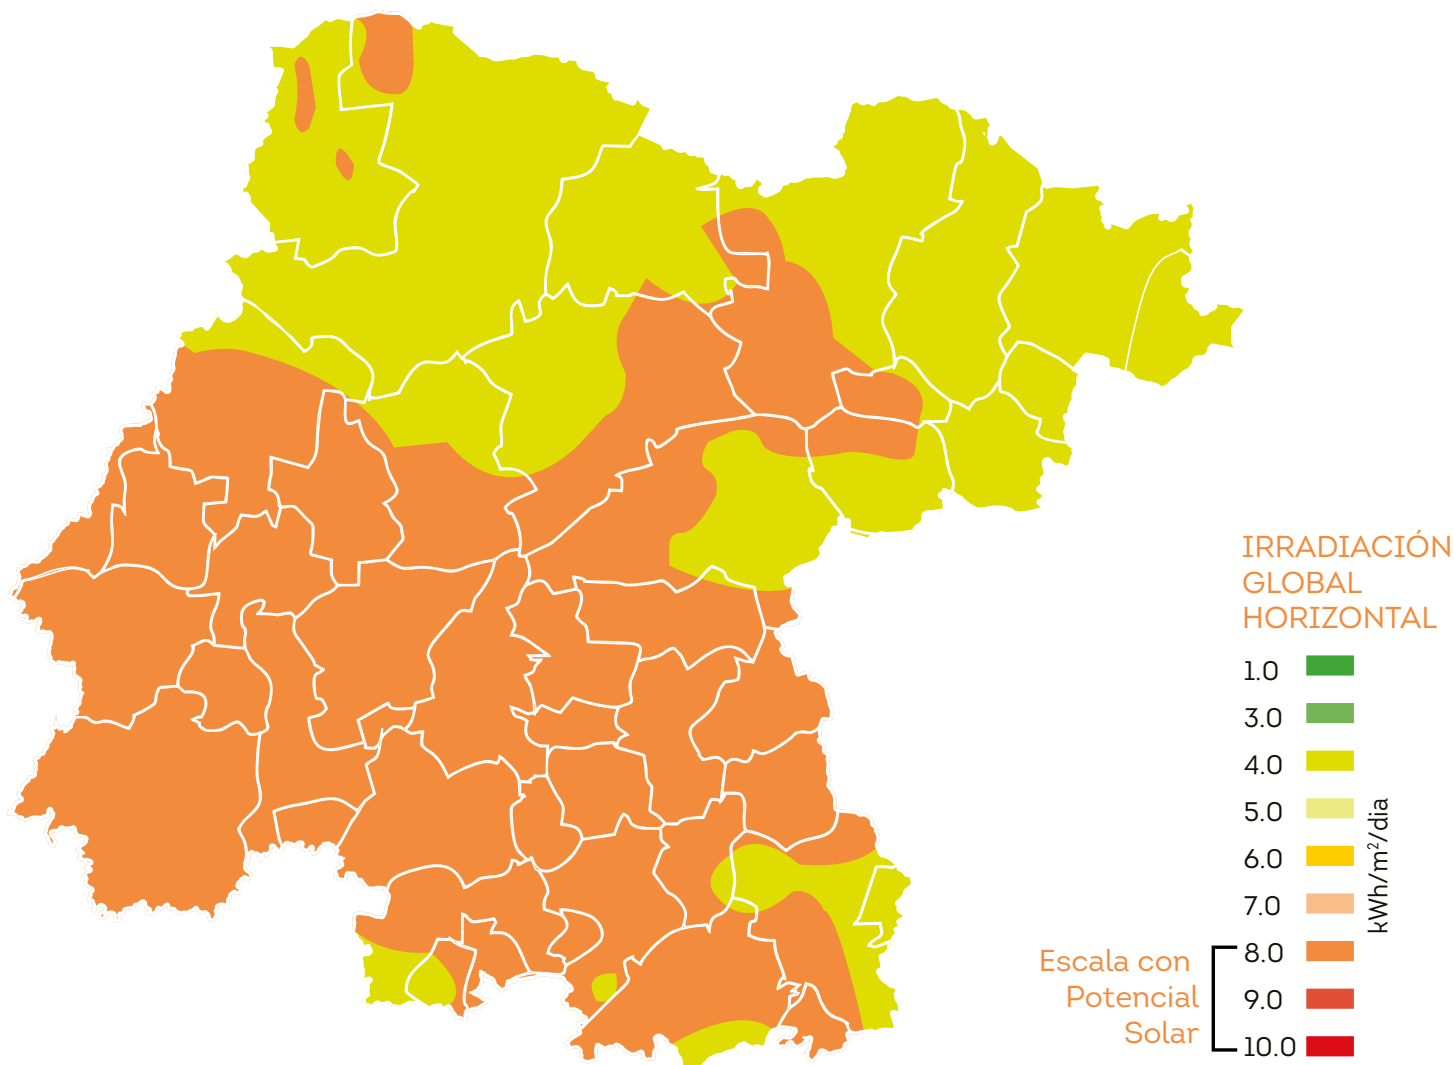 IRRADIACIÓN
GLOBAL
HORIZONTAL
1.0
3.0
4.0
5.0
6.0
7.0
8.0
9.0
10.0
kWh/m²/dia
Escala con
Potencial
Solar